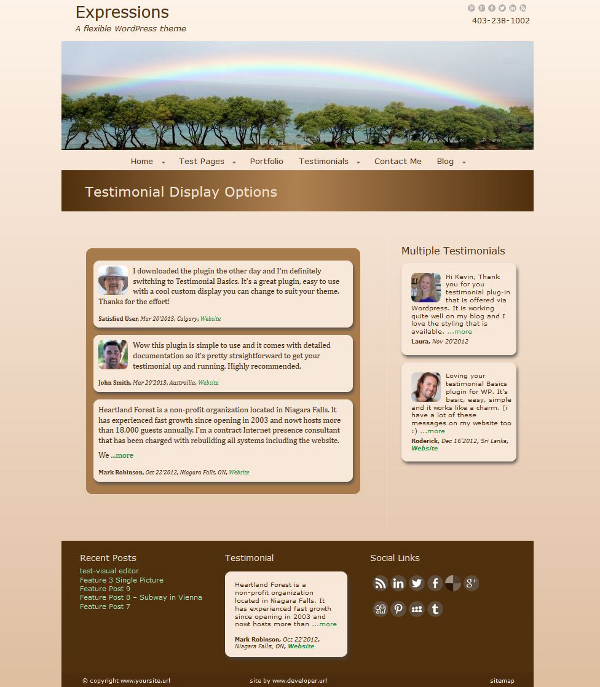 Expressions
A flexible WordPress theme
403-238-1002
Home
Test Pages
Portfolio
Testimonials
Contact Me
Blog
Testimonial Display Options
I downloaded the plugin the other day and I'm definitely
switching to Testimonial Basics. It's a great plugin, easy to use
with a cool custom display you can change to suit your theme.
Thanks for the effort!
Satisfied User, Mar 20'2013, Calgary, Website
Wow this plugin is simple to use and it comes with detailed
documentation so it's pretty straightforward to get your
testimonial up and running. Highly recommended.
John Smith, Mar 20'2013, Austrailia, Website
Heartland Forest is a non-profit organization located in Niagara Falls. It
has experienced fast growth since opening in 2003 and nowt hosts more
than 18,000 guests annually. I'm a contract Internet presence consultant
that has been charged with rebuilding all systems including the website.
We ...more
Mark Robinson, Oct 22'2012, Niagara Falls, ON, Website
Multiple Testimonials
Hi Kevin, Thank
you for you
testimonial plug-in
that is offered via
Wordpress. It is working
quite well on my blog and I
love the styling that is
available. ...more
Laura, Nov 20'2012
Loving your
testimonial Basics
plugin for WP. It's
basic, easy, simple
and it works like a charm. (i
have a lot of these
messages on my website too
:) ...more
Roderick, Dec 16'2012, Sri Lanka,
Website
Recent Posts
test-visual editor
Feature 3 Single Picture
Feature Post 9
Feature Post 8 – Subway in Vienna
Feature Post 7
Testimonial
Heartland Forest is a
non-profit organization
located in Niagara Falls. It
has experienced fast growth
since opening in 2003 and
nowt hosts more than ...more
Mark Robinson, Oct 22'2012,
Niagara Falls, ON, Website
Social Links
© copyright www.yoursite.url
site by www.developer.url
sitemap